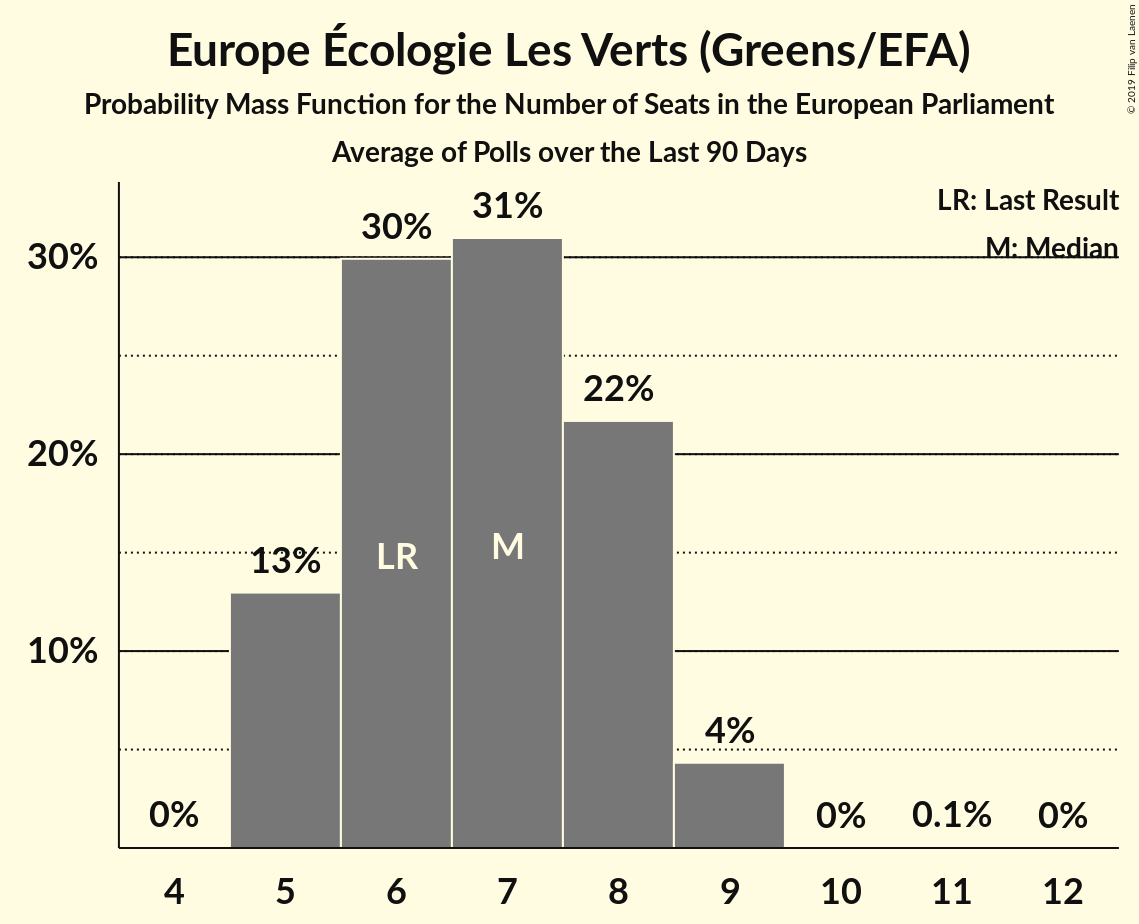 Europe Écologie Les Verts (Greens/EFA)
Probability Mass Function for the Number of Seats in the European Parliament
Average of Polls over the Last 90 Days
© 2019 Filip van Laenen
LR: Last Result
M: Median
30%
20%
10%
0%
13%
30%
31%
22%
4%
0%
0.1%
0%
LR
M
4 5 6 7 8 9 10 11 12